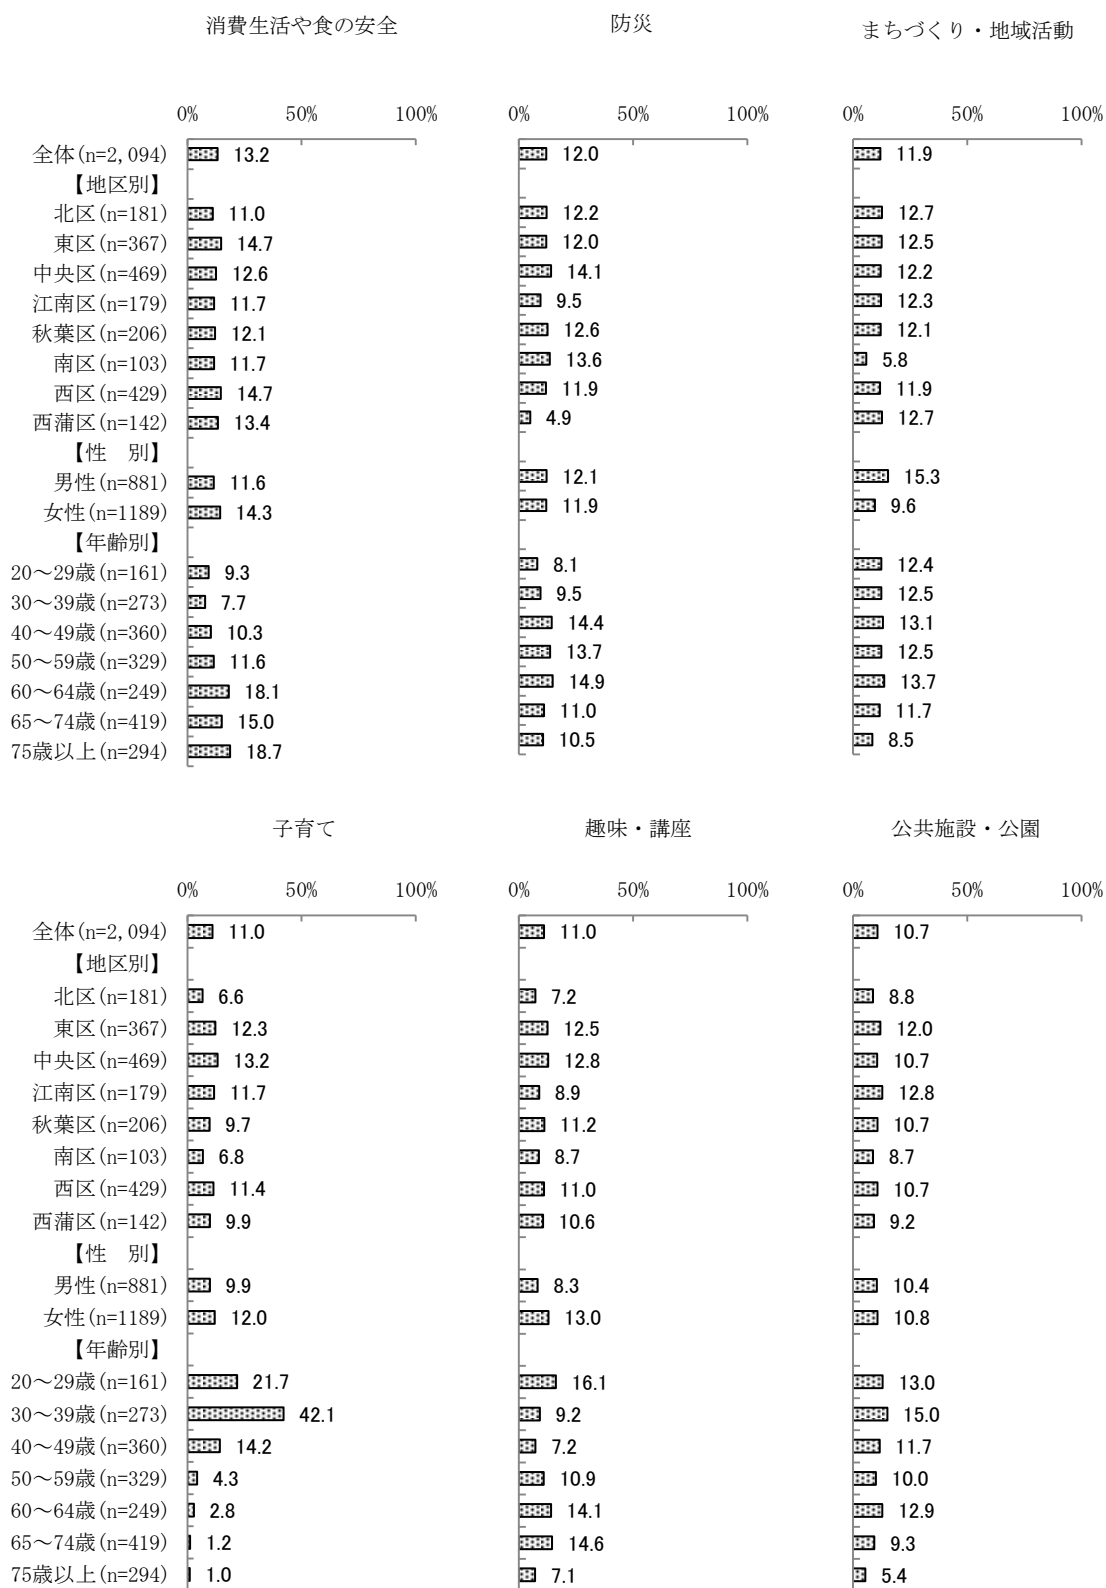 消費生活や食の安全 防災 まちづくり・地域活動
0% 50% 100% 0% 50% 100% 0% 50% 100%
全体(n=2,094) 13.2 12.0 11.9
【地区別】
北区(n=181) 11.0 12.2 12.7
東区(n=367) 14.7 12.0 12.5
中央区(n=469) 12.6 14.1 12.2
江南区(n=179) 11.7 9.5 12.3
秋葉区(n=206) 12.1 12.6 12.1
南区(n=103) 11.7 13.6 5.8
西区(n=429) 14.7 11.9 11.9
西蒲区(n=142) 13.4 4.9 12.7
【性　別】
男性(n=881) 11.6 12.1 15.3
女性(n=1189) 14.3 11.9 9.6
【年齢別】
20～29歳(n=161) 9.3 8.1 12.4
30～39歳(n=273) 7.7 9.5 12.5
40～49歳(n=360) 10.3 14.4 13.1
50～59歳(n=329) 11.6 13.7 12.5
60～64歳(n=249) 18.1 14.9 13.7
65～74歳(n=419) 15.0 11.0 11.7
75歳以上(n=294) 18.7 10.5 8.5
子育て 趣味・講座 公共施設・公園
0% 50% 100% 0% 50% 100% 0% 50% 100%
全体(n=2,094) 11.0 11.0 10.7
【地区別】
北区(n=181) 6.6 7.2 8.8
東区(n=367) 12.3 12.5 12.0
中央区(n=469) 13.2 12.8 10.7
江南区(n=179) 11.7 8.9 12.8
秋葉区(n=206) 9.7 11.2 10.7
南区(n=103) 6.8 8.7 8.7
西区(n=429) 11.4 11.0 10.7
西蒲区(n=142) 9.9 10.6 9.2
【性　別】
男性(n=881) 9.9 8.3 10.4
女性(n=1189) 12.0 13.0 10.8
【年齢別】
20～29歳(n=161) 21.7 16.1 13.0
30～39歳(n=273) 42.1 9.2 15.0
40～49歳(n=360) 14.2 7.2 11.7
50～59歳(n=329) 4.3 10.9 10.0
60～64歳(n=249) 2.8 14.1 12.9
65～74歳(n=419) 1.2 14.6 9.3
75歳以上(n=294) 1.0 7.1 5.4